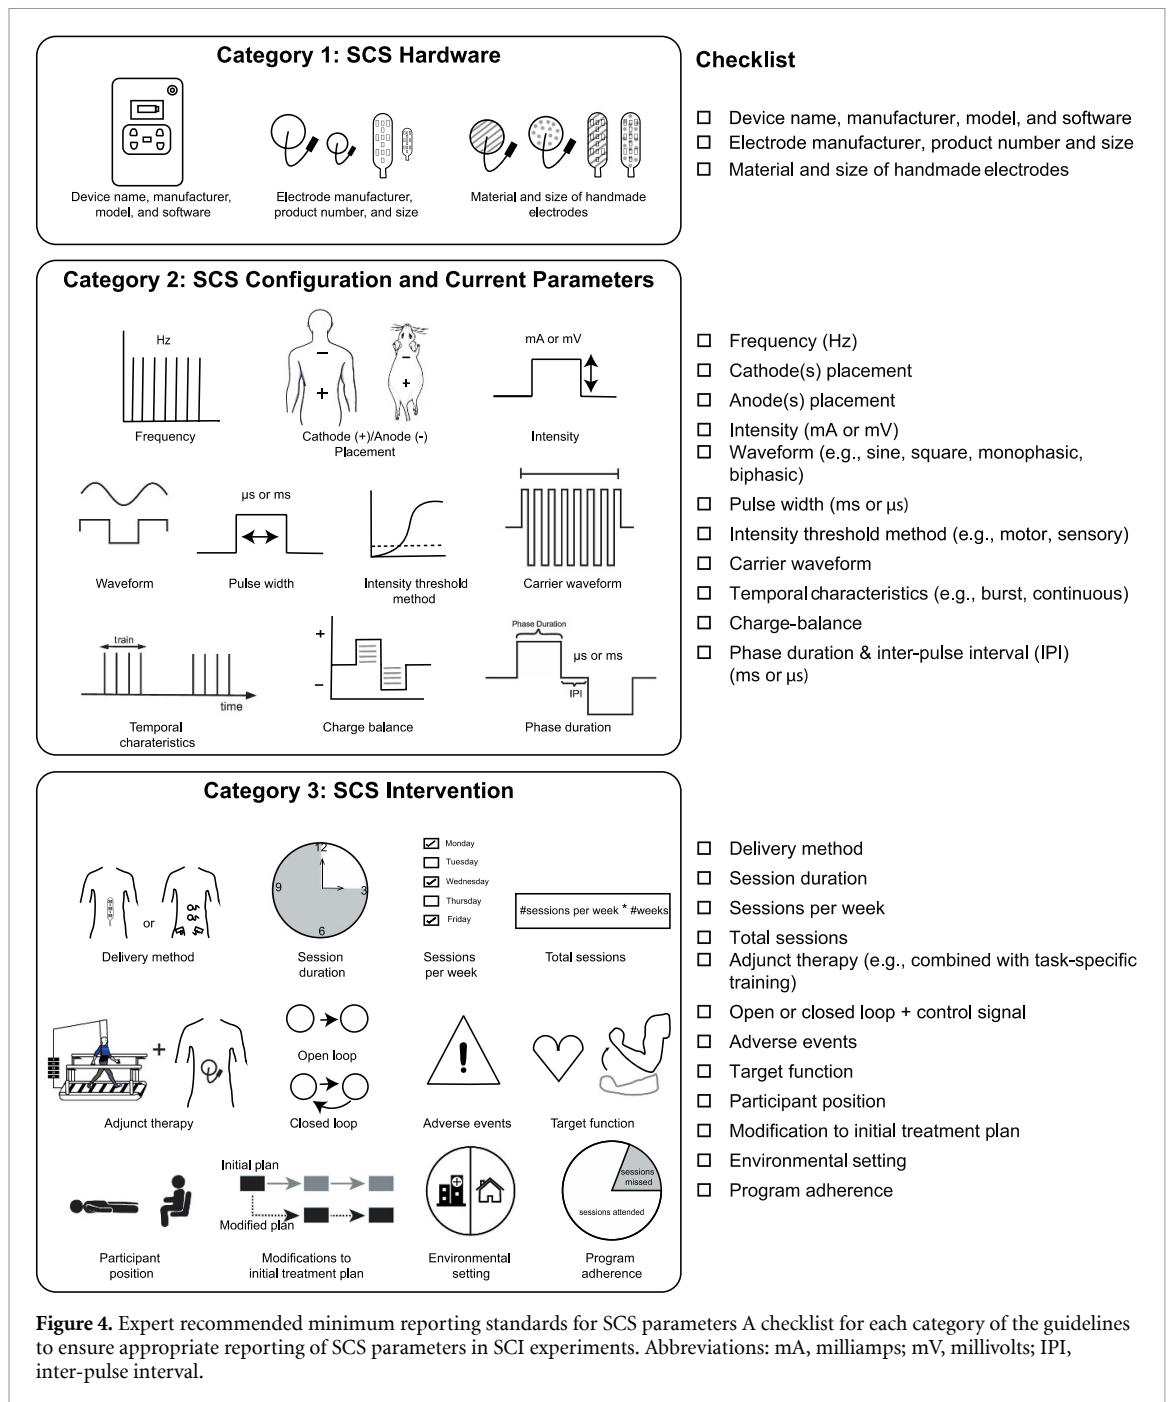 Category 1: SCS Hardware
Device name, manufacturer,
model, and software
Electrode manufacturer,
product number, and size
Material and size of handmade
electrodes
Checklist
Device name, manufacturer, model, and software
Electrode manufacturer, product number and size
Material and size of handmade electrodes
Category 2: SCS Configuration and Current Parameters
Hz
Frequency
−
+
−
+
Cathode (+)/Anode (-)
Placement
mA or mV
Intensity
Waveform
µs or ms
Pulse width
Intensity threshold
method
Carrier waveform
train
time
Temporal
charateristics
+
−
Charge balance
Phase Duration
µs or ms
IPI
Phase duration
Frequency (Hz)
Cathode(s) placement
Anode(s) placement
Intensity (mA or mV)
Waveform (e.g., sine, square, monophasic,
biphasic)
Pulse width (ms or µs)
Intensity threshold method (e.g., motor, sensory)
Carrier waveform
Temporal characteristics (e.g., burst, continuous)
Charge-balance
Phase duration & inter-pulse interval (IPI)
(ms or µs)
Category 3: SCS Intervention
or
Delivery method
12
3
6
9
Session
duration
Monday
Tuesday
Wednesday
Thursday
Friday
Sessions
per week
#sessions per week * #weeks
Total sessions
+
Adjunct therapy
Open loop
Closed loop
!
Adverse events
Target function
Participant
position
Initial plan
Modified plan
Modifications to
initial treatment plan
Environmental
setting
sessions
missed
sessions attended
Program
adherence
Delivery method
Session duration
Sessions per week
Total sessions
Adjunct therapy (e.g., combined with task-specific
training)
Open or closed loop + control signal
Adverse events
Target function
Participant position
Modification to initial treatment plan
Environmental setting
Program adherence
Figure 4. Expert recommended minimum reporting standards for SCS parameters A checklist for each category of the guidelines
to ensure appropriate reporting of SCS parameters in SCI experiments. Abbreviations: mA, milliamps; mV, millivolts; IPI,
inter-pulse interval.